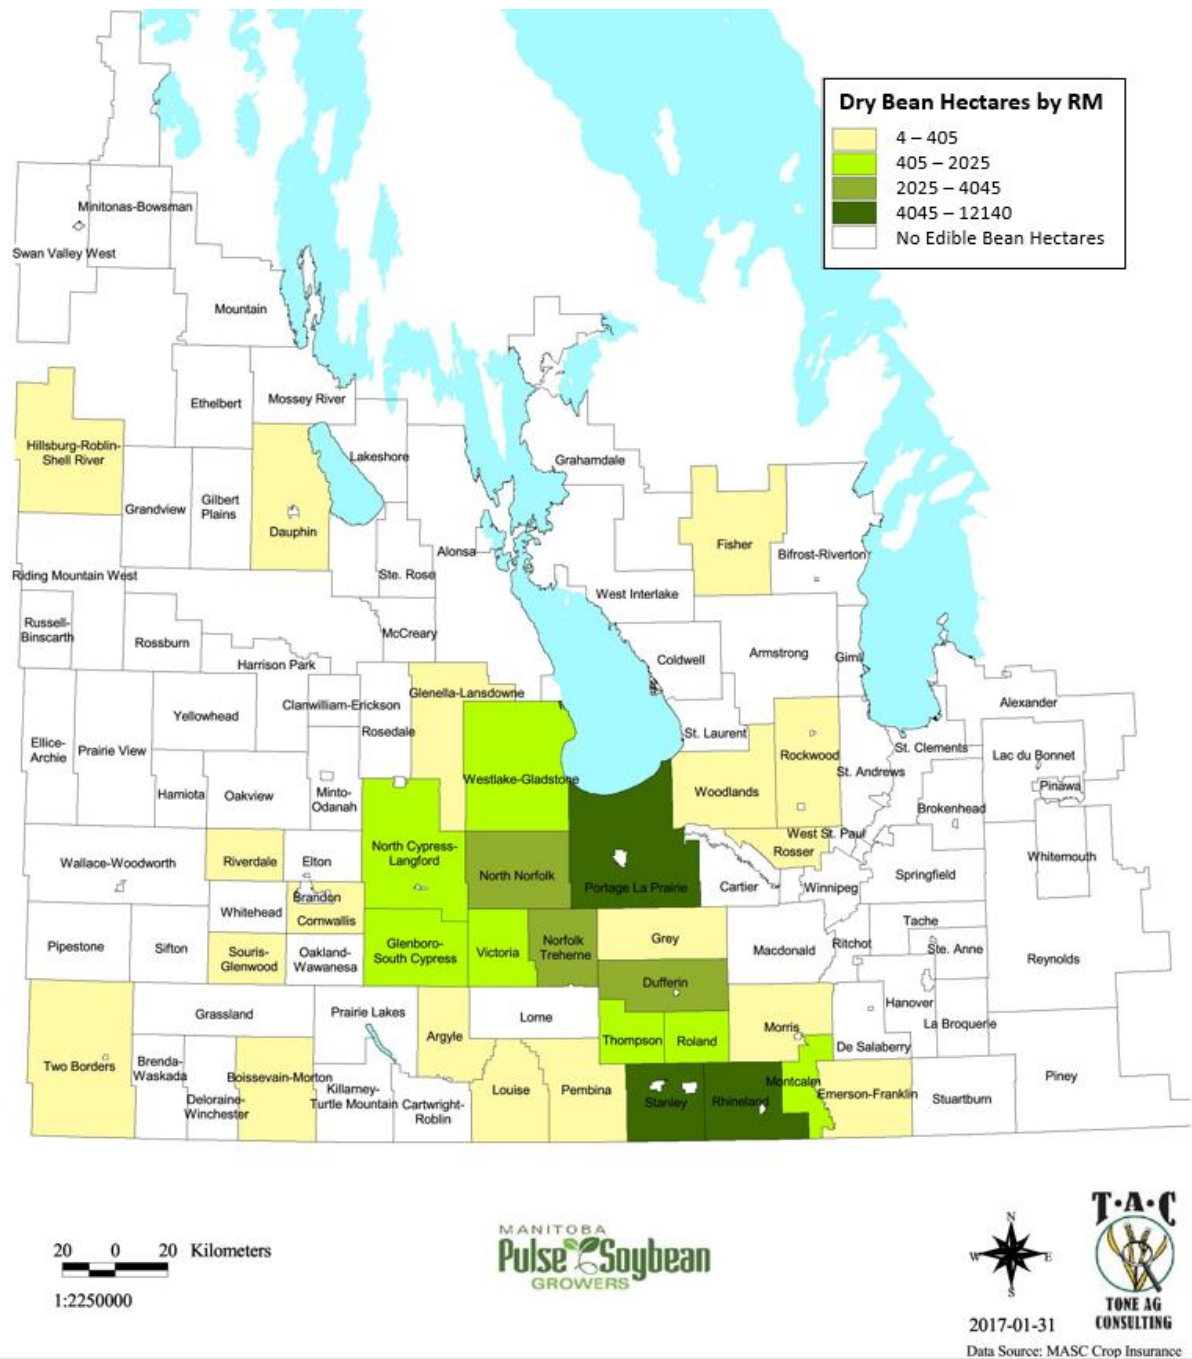 Dry Bean Hectares by RM
4 – 405
405 – 2025
2025 – 4045
4045 – 12140
No Edible Bean Hectares
Minitonas-Bowsman
Swan Valley West
Mountain
Ethelbert
Mossey River
Hillsburg-Roblin-
Shell River
Lakeshore
Grahamdale
Grandview
Gilbert
Plains
Dauphin
Alonsa
Fisher
Bifrost-Riverton
Riding Mountain West
Ste. Rose
West Interlake
Russell-
Binscarth
Rossburn
McCreary
Harrison Park
Coldwell
Armstrong
Gimli
Glenella-Lansdowne
Clanwilliam-Erickson
Alexander
Yellowhead
Rosedale
St. Laurent
Ellice-
Archie
Prairie View
Rockwood
St. Clements
Lac du Bonnet
St. Andrews
Westlake-Gladstone
Pinawa
Hamiota
Oakview
Minto-
Odanah
Woodlands
Brokenhead
West St. Paul
Wallace-Woodworth
Riverdale
Elton
North Cypress-
Langford
Rosser
Whitemouth
North Norfolk
Portage La Prairie
Cartier
Winnipeg
Springfield
Brandon
Whitehead
Cornwallis
Tache
Pipestone
Sifton
Souris-
Glenwood
Oakland-
Wawanesa
Glenboro-
South Cypress
Victoria
Norfolk
Treherne
Grey
Macdonald
Ritchot
Ste. Anne
Reynolds
Dufferin
Hanover
Grassland
Prairie Lakes
Lorne
La Broquerie
Argyle
Thompson
Roland
Morris
De Salaberry
Two Borders
Brenda-
Waskada
Boissevain-Morton
Deloraine-
Winchester
Killarney-
Turtle Mountain
Cartwright-
Roblin
Louise
Pembina
Stanley
Rhineland
Montcalm
Emerson-Franklin
Stuartburn
Piney
20 0 20 Kilometers
1:2250000
MANITOBA
Pulse Soybean
GROWERS
N
W E
S
T·A·C
TONE AG
CONSULTING
2017-01-31
Data Source: MASC Crop Insurance